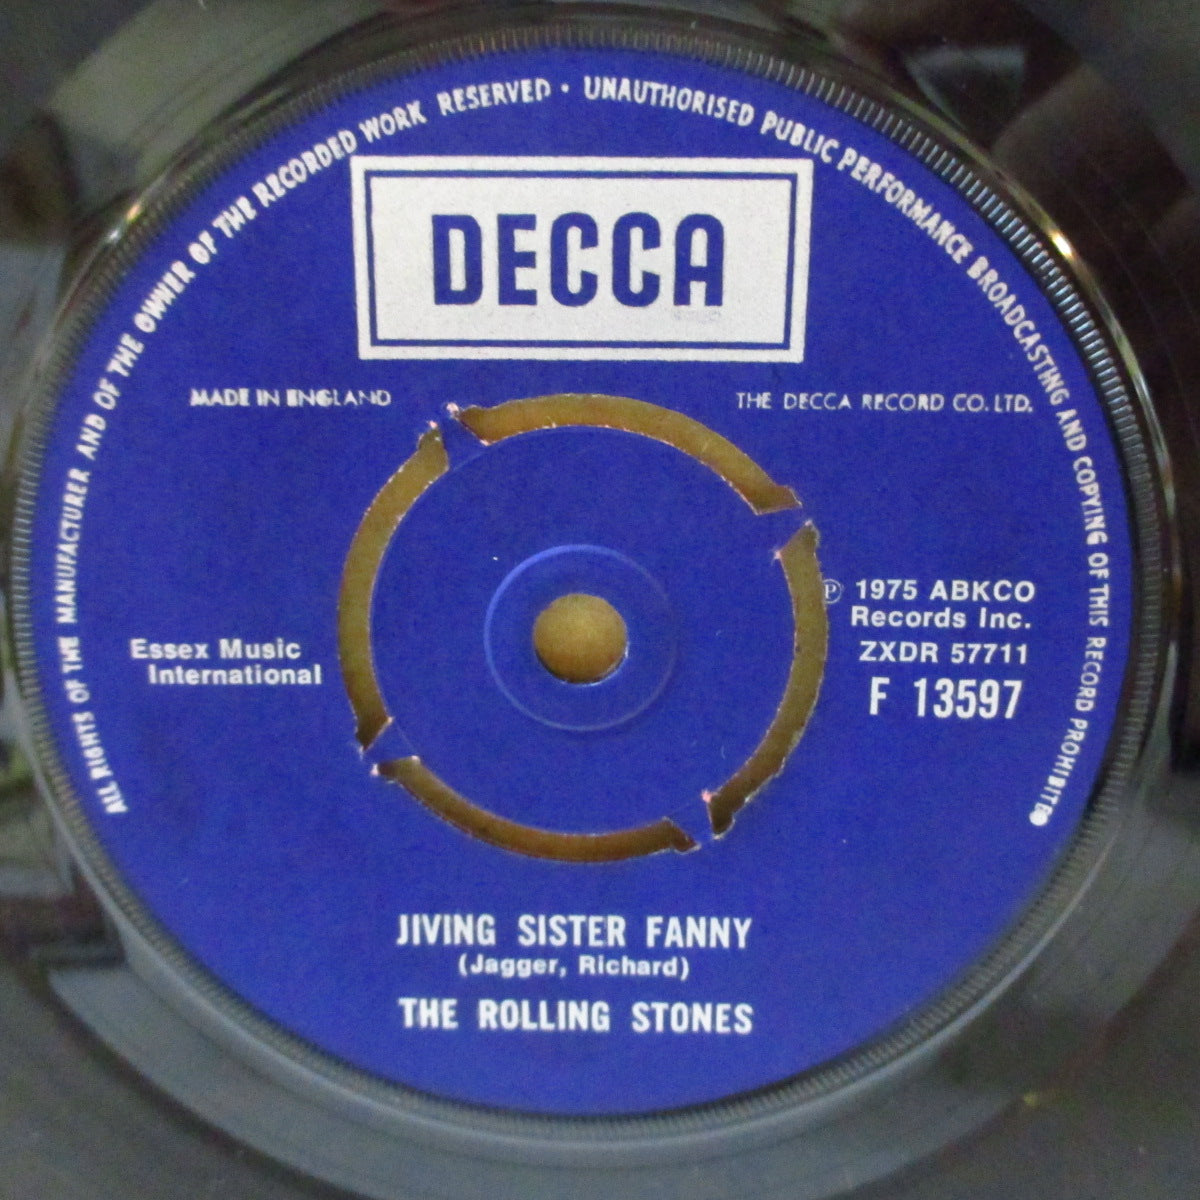 ALL RIGHTS OF THE MANUFACTURER AND OF THE OWNER OF THE RECORDED WORK RESERVED · UNAUTHORISED PUBLIC PERFORMANCE BROADCASTING AND COPYING OF THIS RECORD PROHIBITED
DECCA
MADE IN ENGLAND
THE DECCA RECORD CO. LTD.
℗ 1975 ABKCO
Records Inc.
ZXDR 57711
F 13597
Essex Music
International
JIVING SISTER FANNY
(Jagger, Richard)
THE ROLLING STONES